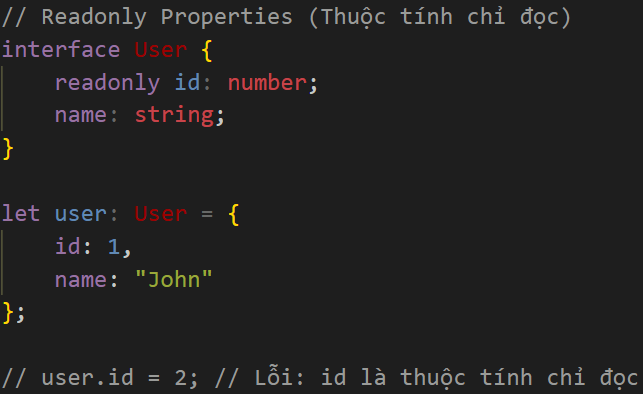 // Readonly Properties (Thuộc tính chỉ đọc)
interface User {
    readonly id: number;
    name: string;
}

let user: User = {
    id: 1,
    name: "John"
};

// user.id = 2; // Lỗi: id là thuộc tính chỉ đọc